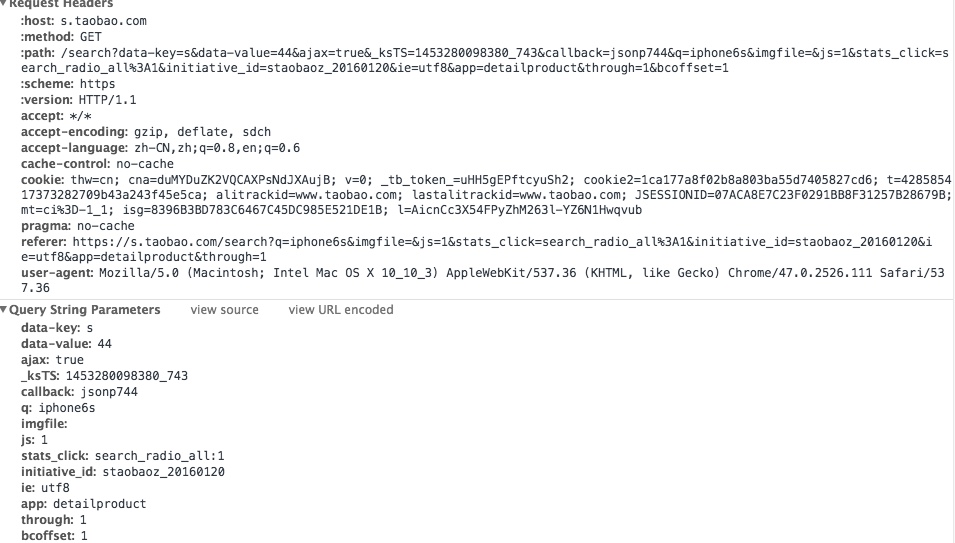 Request Headers
:host: s.taobao.com
:method: GET
:path: /search?data-key=s&data-value=44&ajax=true&_ksTS=1453280098380_743&callback=jsonp744&q=iphone6s&imgfile=&js=1&stats_click=s
earch_radio_all%3A1&initiative_id=staobaoz_20160120&ie=utf8&app=detailproduct&through=1&bcoffset=1
:scheme: https
:version: HTTP/1.1
accept: */*
accept-encoding: gzip, deflate, sdch
accept-language: zh-CN,zh;q=0.8,en;q=0.6
cache-control: no-cache
cookie: thw=cn; cna=duMYDuZK2VQCAXPsNdJXAujB; v=0; _tb_token_=uHH5gEPftcyuSh2; cookie2=1ca177a8f02b8a803ba55d7405827cd6; t=4285854
17373282709b43a243f45e5ca; alitrackid=www.taobao.com; lastalitrackid=www.taobao.com; JSESSIONID=07ACA8E7C23F0291BB8F31257B28679B;
mt=ci%3D-1_1; isg=8396B3BD783C6467C45DC985E521DE1B; l=AicnCc3X54FPyZhM263l-YZ6N1Hwqvub
pragma: no-cache
referer: https://s.taobao.com/search?q=iphone6s&imgfile=&js=1&stats_click=search_radio_all%3A1&initiative_id=staobaoz_20160120&i
e=utf8&app=detailproduct&through=1
user-agent: Mozilla/5.0 (Macintosh; Intel Mac OS X 10_10_3) AppleWebKit/537.36 (KHTML, like Gecko) Chrome/47.0.2526.111 Safari/53
7.36
Query String Parameters view source view URL encoded
data-key: s
data-value: 44
ajax: true
_ksTS: 1453280098380_743
callback: jsonp744
q: iphone6s
imgfile:
js: 1
stats_click: search_radio_all:1
initiative_id: staobaoz_20160120
ie: utf8
app: detailproduct
through: 1
bcoffset: 1